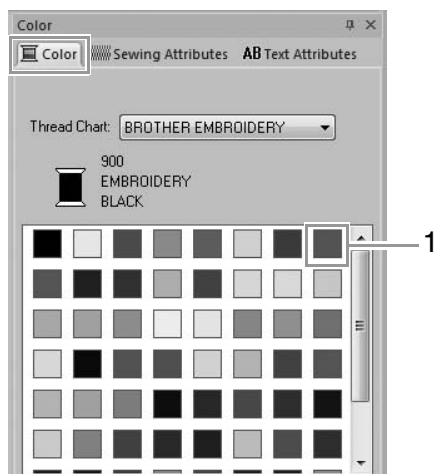 Color
Color Sewing Attributes AB Text Attributes
Thread Chart: BROTHER EMBROIDERY
900
EMBROIDERY
BLACK
1